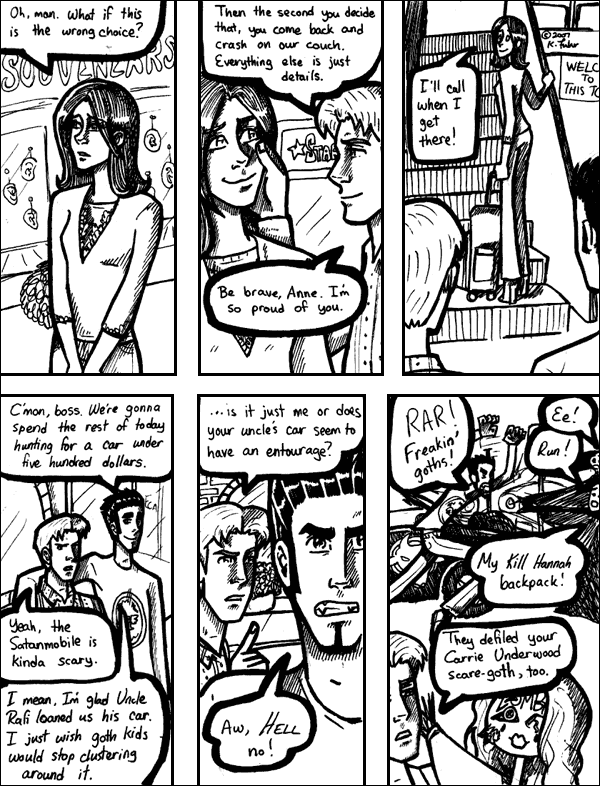 Oh, man. What if this
is the wrong choice?
SOUVENEARS
Then the second you decide
that, you come back and
crash on our couch.
Everything else is just
details.
Be brave, Anne. I'm
so proud of you.
©2007
K. Feher
WELC
TO
THIS TO
I'll call
when I
get
there!
C'mon, boss. We're gonna
spend the rest of today
hunting for a car under
five hundred dollars.
Yeah, the
Satanmobile is
kinda scary.
I mean, I'm glad Uncle
Rafi loaned us his car.
I just wish goth kids
would stop clustering
around it.
...is it just me or does
your uncle's car seem to
have an entourage?
Aw, HELL
no!
RAR!
Freakin'
goths!
Ee!
Run!
My Kill Hannah
backpack!
They defiled your
Carrie Underwood
scare-goth, too.